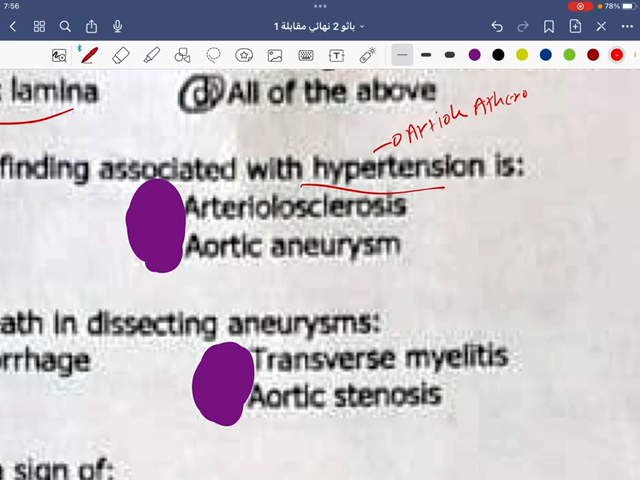 7:56
78%
باثو 2 نهائي مقابلة 1
lamina
d) All of the above
Artiole Athero
finding associated with hypertension is:
Arteriolosclerosis
Aortic aneurysm
ath in dissecting aneurysms:
rrhage
Transverse myelitis
Aortic stenosis
sign of: